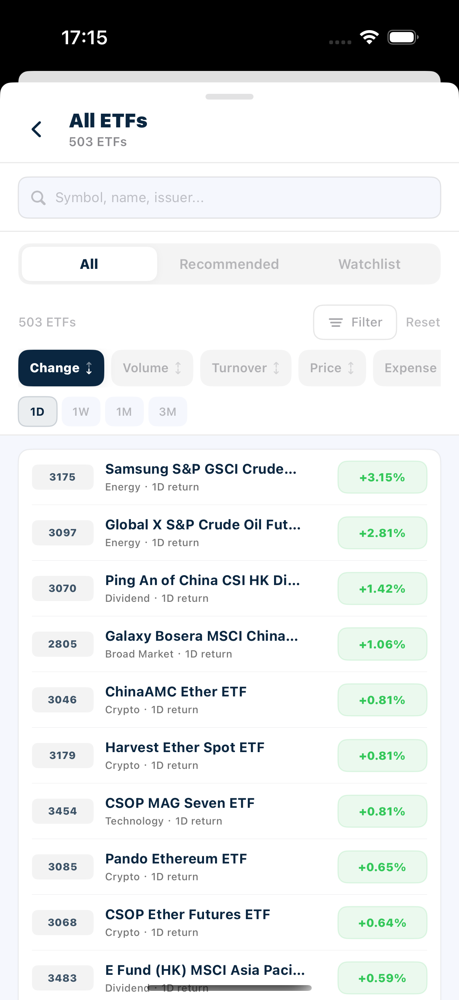 17:15
All ETFs
503 ETFs
Symbol, name, issuer...
All Recommended Watchlist
503 ETFs Filter Reset
Change Volume Turnover Price Expense
1D 1W 1M 3M
3175 Samsung S&P GSCI Crude... +3.15%
Energy · 1D return
3097 Global X S&P Crude Oil Fut... +2.81%
Energy · 1D return
3070 Ping An of China CSI HK Di... +1.42%
Dividend · 1D return
2805 Galaxy Bosera MSCI China... +1.06%
Broad Market · 1D return
3046 ChinaAMC Ether ETF +0.81%
Crypto · 1D return
3179 Harvest Ether Spot ETF +0.81%
Crypto · 1D return
3454 CSOP MAG Seven ETF +0.81%
Technology · 1D return
3085 Pando Ethereum ETF +0.65%
Crypto · 1D return
3068 CSOP Ether Futures ETF +0.64%
Crypto · 1D return
3483 E Fund (HK) MSCI Asia Paci... +0.59%
Dividend · 1D return